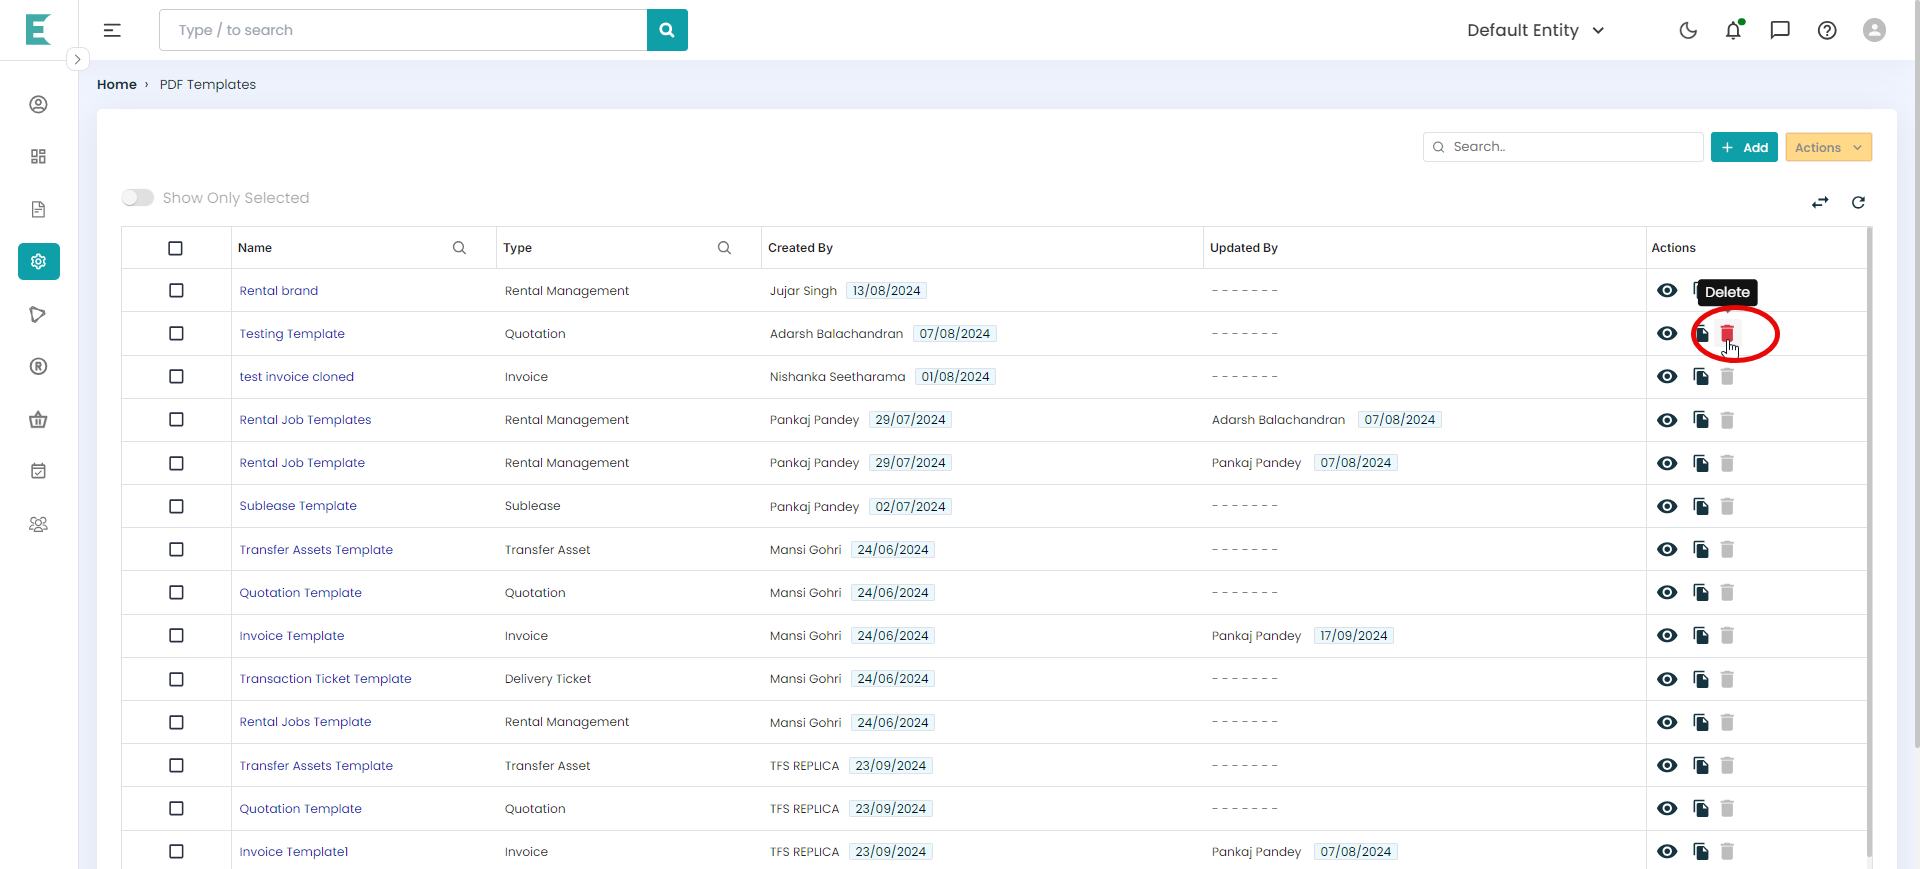 Type / to search
Default Entity
Home › PDF Templates
Search..
+ Add
Actions
Show Only Selected
Name Type Created By Updated By Actions
Rental brand Rental Management Jujar Singh 13/08/2024 -------
Delete
Testing Template Quotation Adarsh Balachandran 07/08/2024 -------
test invoice cloned Invoice Nishanka Seetharama 01/08/2024 -------
Rental Job Templates Rental Management Pankaj Pandey 29/07/2024 Adarsh Balachandran 07/08/2024
Rental Job Template Rental Management Pankaj Pandey 29/07/2024 Pankaj Pandey 07/08/2024
Sublease Template Sublease Pankaj Pandey 02/07/2024 -------
Transfer Assets Template Transfer Asset Mansi Gohri 24/06/2024 -------
Quotation Template Quotation Mansi Gohri 24/06/2024 -------
Invoice Template Invoice Mansi Gohri 24/06/2024 Pankaj Pandey 17/09/2024
Transaction Ticket Template Delivery Ticket Mansi Gohri 24/06/2024 -------
Rental Jobs Template Rental Management Mansi Gohri 24/06/2024 -------
Transfer Assets Template Transfer Asset TFS REPLICA 23/09/2024 -------
Quotation Template Quotation TFS REPLICA 23/09/2024 -------
Invoice Template1 Invoice TFS REPLICA 23/09/2024 Pankaj Pandey 07/08/2024